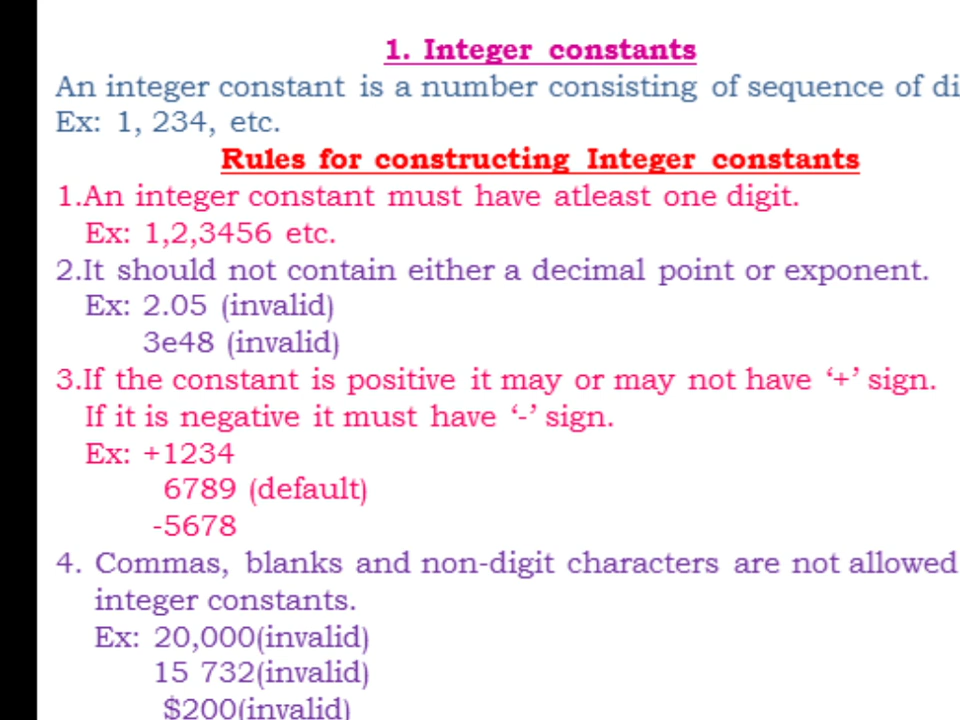 1. Integer constants
An integer constant is a number consisting of sequence of di
Ex: 1, 234, etc.
Rules for constructing Integer constants
1.An integer constant must have atleast one digit.
Ex: 1,2,3456 etc.
2.It should not contain either a decimal point or exponent.
Ex: 2.05 (invalid)
3e48 (invalid)
3.If the constant is positive it may or may not have ‘+’ sign.
If it is negative it must have ‘-’ sign.
Ex: +1234
6789 (default)
-5678
4. Commas, blanks and non-digit characters are not allowed
integer constants.
Ex: 20,000(invalid)
15 732(invalid)
$200(invalid)